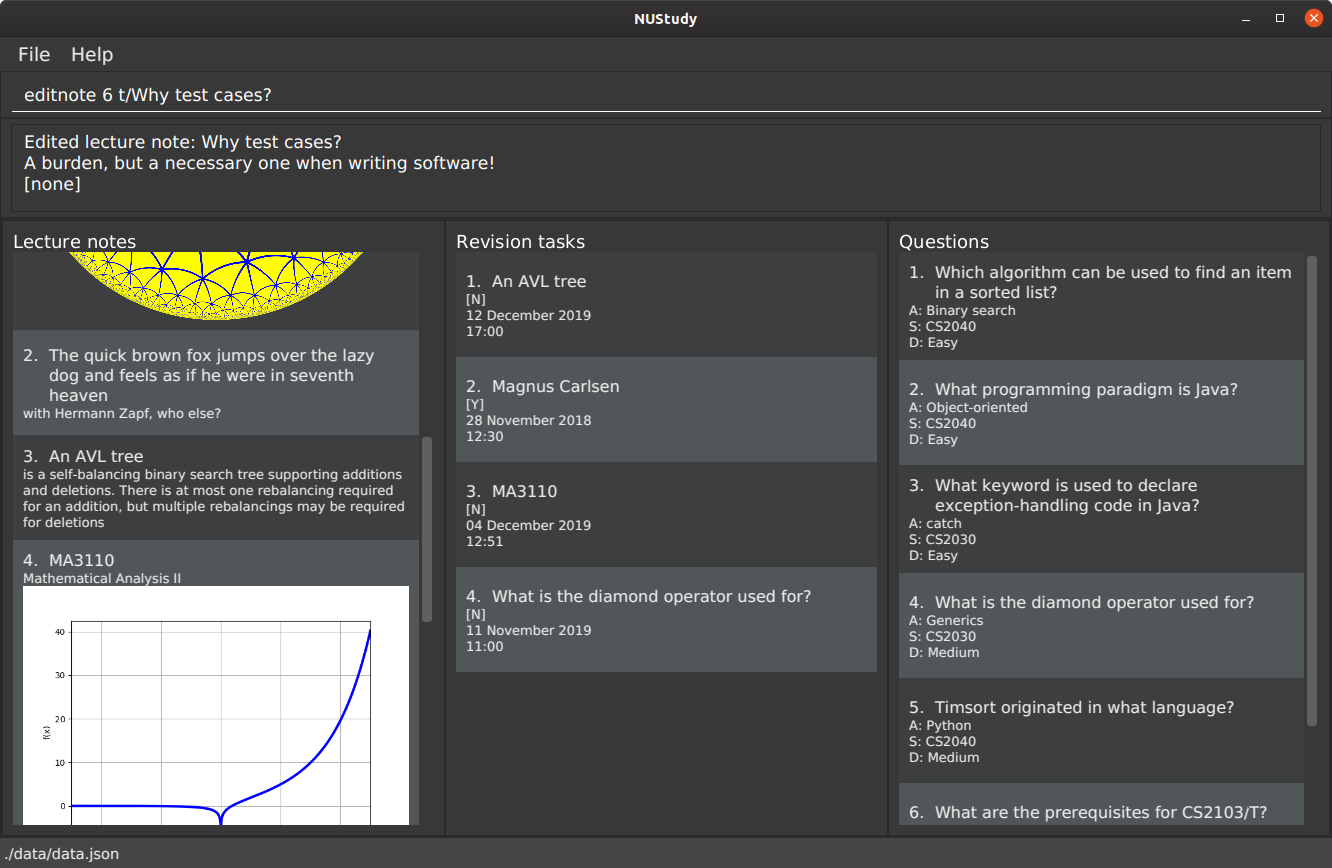 NUStudy
File Help
editnote 6 t/Why test cases?
Edited lecture note: Why test cases?
A burden, but a necessary one when writing software!
[none]
Lecture notes
2. The quick brown fox jumps over the lazy
dog and feels as if he were in seventh
heaven
with Hermann Zapf, who else?
3. An AVL tree
is a self-balancing binary search tree supporting additions
and deletions. There is at most one rebalancing required
for an addition, but multiple rebalancings may be required
for deletions
4. MA3110
Mathematical Analysis II
40
30
20
10
0
f(x)
Revision tasks
1. An AVL tree
[N]
12 December 2019
17:00
2. Magnus Carlsen
[Y]
28 November 2018
12:30
3. MA3110
[N]
04 December 2019
12:51
4. What is the diamond operator used for?
[N]
11 November 2019
11:00
Questions
1. Which algorithm can be used to find an item
in a sorted list?
A: Binary search
S: CS2040
D: Easy
2. What programming paradigm is Java?
A: Object-oriented
S: CS2040
D: Easy
3. What keyword is used to declare
exception-handling code in Java?
A: catch
S: CS2030
D: Easy
4. What is the diamond operator used for?
A: Generics
S: CS2030
D: Medium
5. Timsort originated in what language?
A: Python
S: CS2040
D: Medium
6. What are the prerequisites for CS2103/T?
./data/data.json